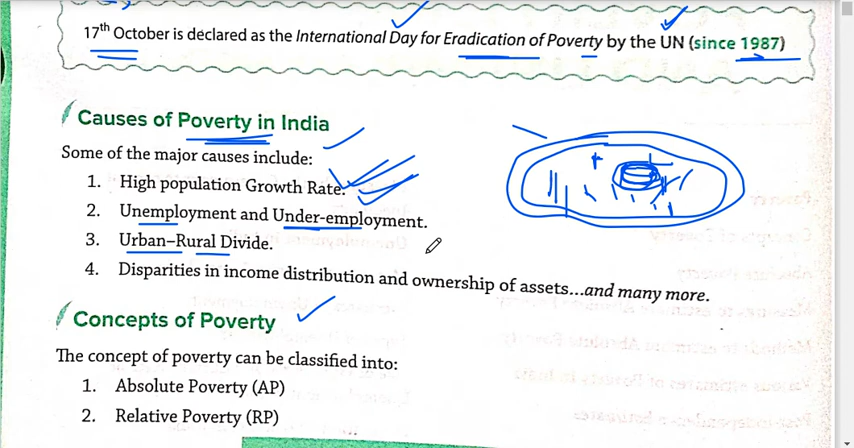 17th October is declared as the International Day for Eradication of Poverty by the UN (since 1987)
Causes of Poverty in India
Some of the major causes include:
1. High population Growth Rate.
2. Unemployment and Under-employment.
3. Urban–Rural Divide.
4. Disparities in income distribution and ownership of assets...and many more.
Concepts of Poverty
The concept of poverty can be classified into:
1. Absolute Poverty (AP)
2. Relative Poverty (RP)